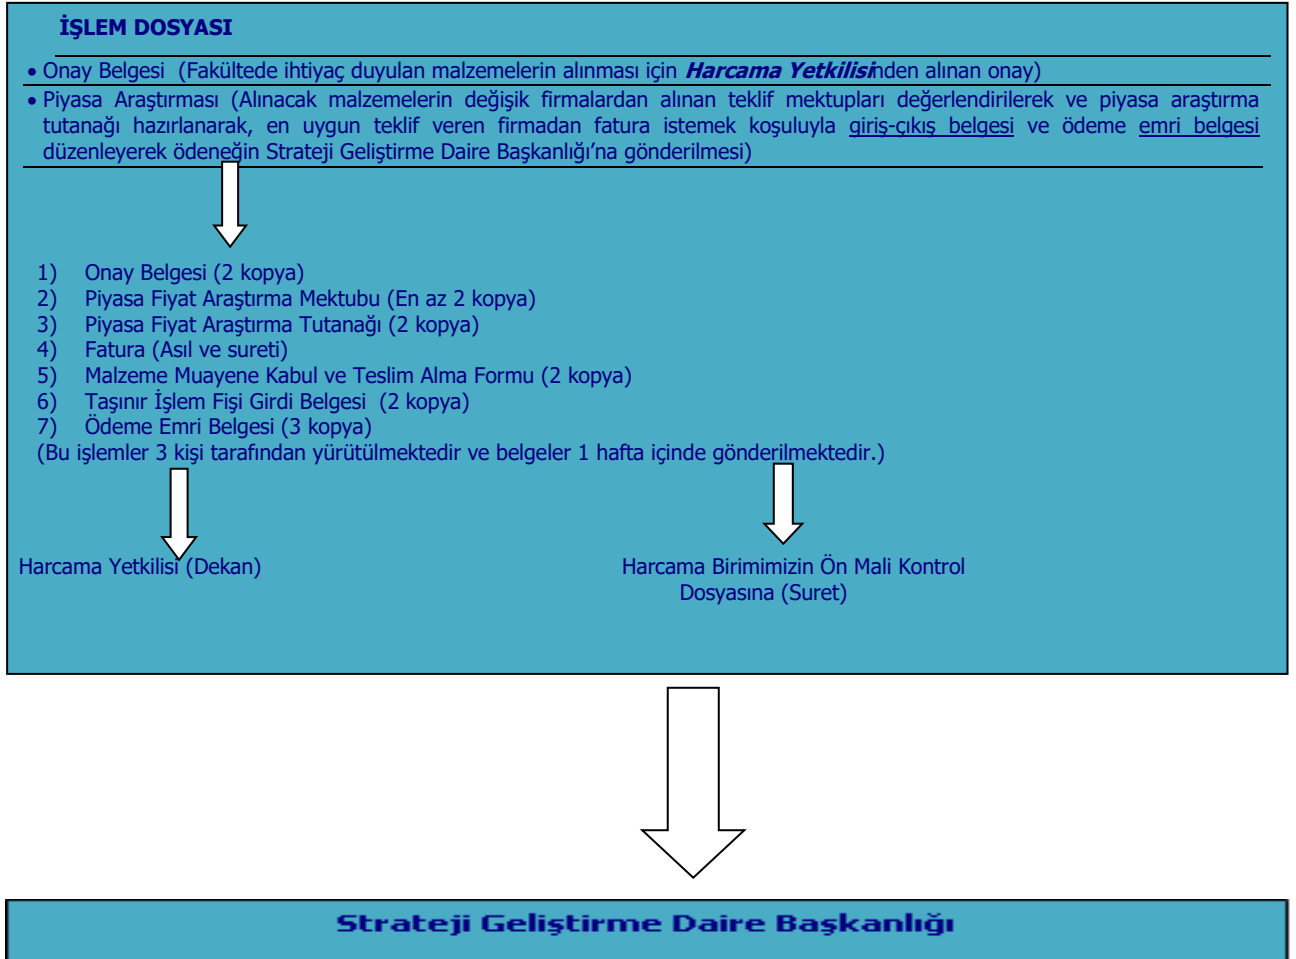 İŞLEM DOSYASI
• Onay Belgesi (Fakültede ihtiyaç duyulan malzemelerin alınması için Harcama Yetkilisinden alınan onay)
• Piyasa Araştırması (Alınacak malzemelerin değişik firmalardan alınan teklif mektupları değerlendirilerek ve piyasa araştırma
tutanağı hazırlanarak, en uygun teklif veren firmadan fatura istemek koşuluyla giriş-çıkış belgesi ve ödeme emri belgesi
düzenleyerek ödeneğin Strateji Geliştirme Daire Başkanlığı’na gönderilmesi)
1) Onay Belgesi (2 kopya)
2) Piyasa Fiyat Araştırma Mektubu (En az 2 kopya)
3) Piyasa Fiyat Araştırma Tutanağı (2 kopya)
4) Fatura (Asıl ve sureti)
5) Malzeme Muayene Kabul ve Teslim Alma Formu (2 kopya)
6) Taşınır İşlem Fişi Girdi Belgesi (2 kopya)
7) Ödeme Emri Belgesi (3 kopya)
(Bu işlemler 3 kişi tarafından yürütülmektedir ve belgeler 1 hafta içinde gönderilmektedir.)
Harcama Yetkilisi (Dekan)
Harcama Birimimizin Ön Mali Kontrol
Dosyasına (Suret)
Strateji Geliştirme Daire Başkanlığı